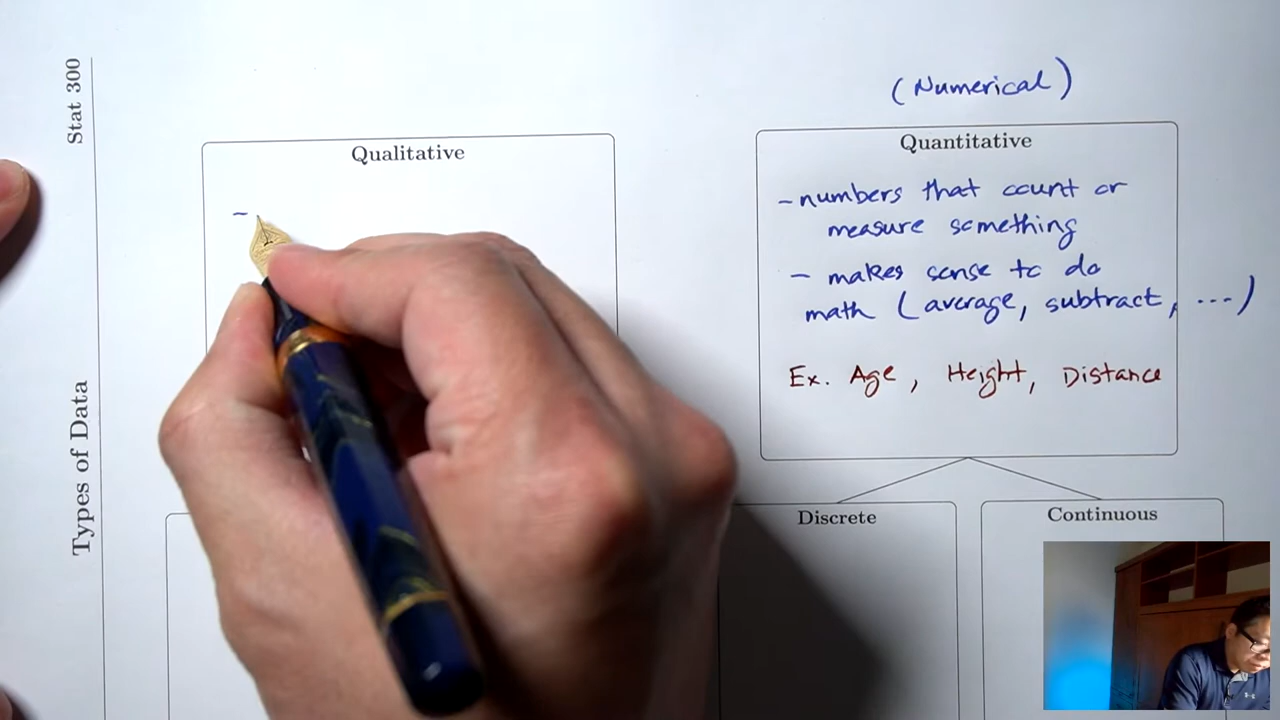 Stat 300
Types of Data
Qualitative
-
(Numerical)
Quantitative
- numbers that count or
measure something
- makes sense to do
math (average, subtract, ...)
Ex. Age, Height, Distance
Discrete
Continuous